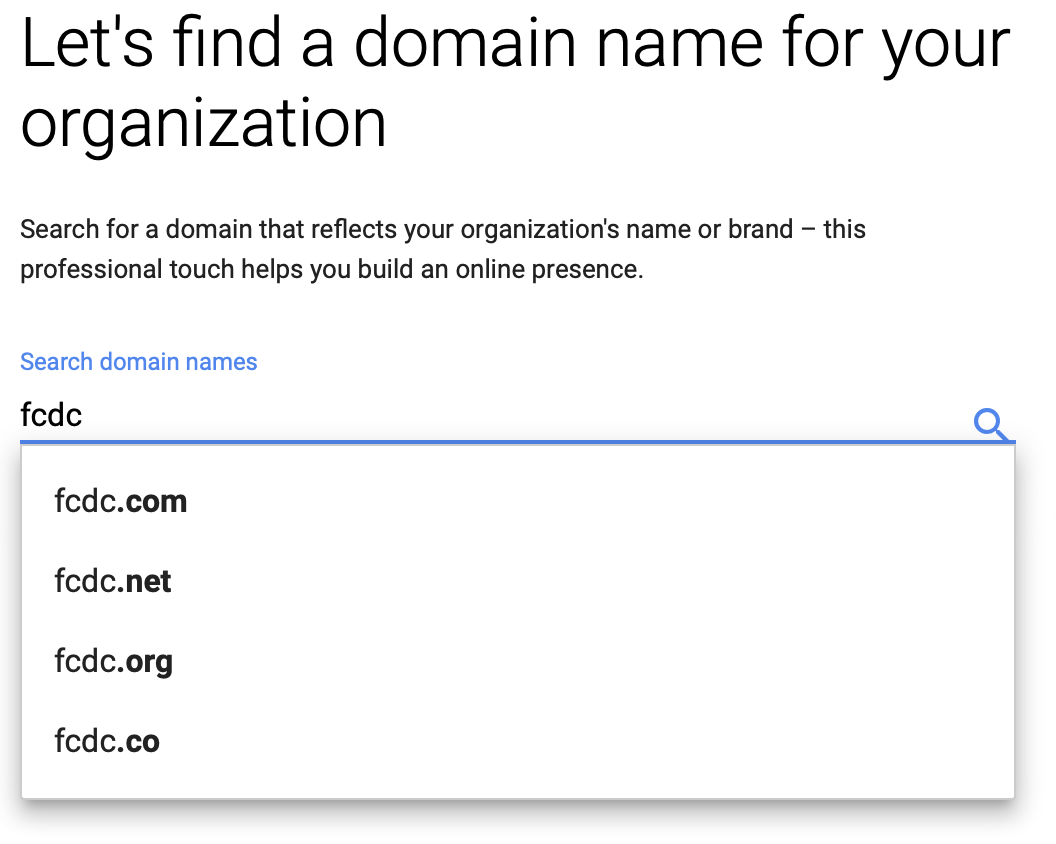 Let's find a domain name for your
organization
Search for a domain that reflects your organization's name or brand – this
professional touch helps you build an online presence.
Search domain names
fcdc
fcdc.com
fcdc.net
fcdc.org
fcdc.co